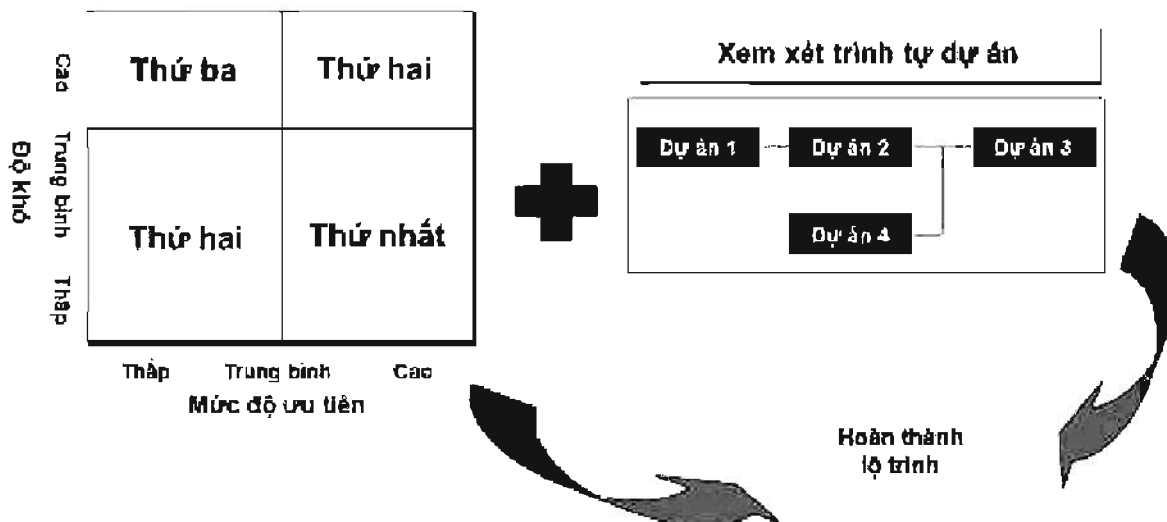 Cao
Trung bình
Thấp
Độ khó
Thứ ba
Thứ hai
Thứ hai
Thứ nhất
Thấp
Trung bình
Cao
Mức độ ưu tiên
Xem xét trình tự dự án
Dự án 1
Dự án 2
Dự án 3
Dự án 4
Hoàn thành
lộ trình